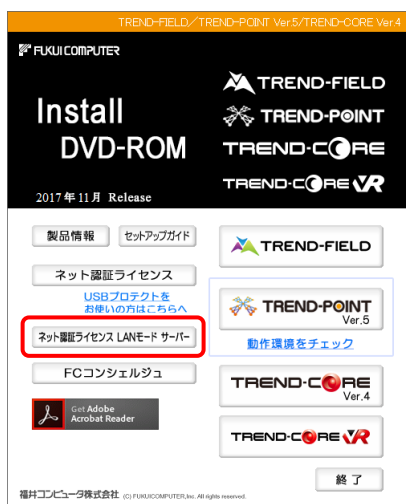 TREND-FIELD/TREND-POINT Ver.5/TREND-CORE Ver.4
FUKUI COMPUTER
Install
DVD-ROM
2017年11月 Release
TREND-FIELD
TREND-POINT
TREND-CORE
TREND-CORE VR
製品情報
セットアップガイド
ネット認証ライセンス
USBプロテクトを
お使いの方はこちらへ
ネット認証ライセンス LANモード サーバー
FCコンシェルジュ
Get Adobe
Acrobat Reader
TREND-FIELD
TREND-POINT
Ver.5
動作環境をチェック
TREND-CORE
Ver.4
TREND-CORE VR
終了
福井コンピュータ株式会社 (C) FUKUICOMPUTER,Inc. All rights reserved.